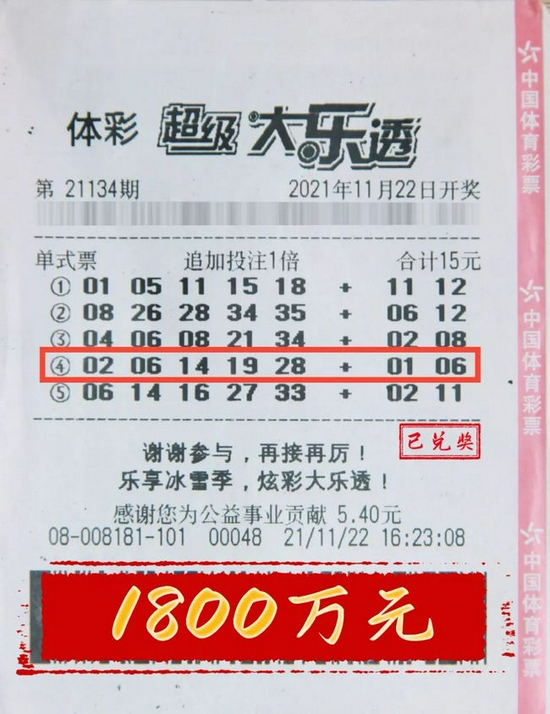 体彩 超级大乐透
第 21134期 2021年11月22日开奖
单式票 追加投注1倍 合计15元
① 01 05 11 15 18 + 11 12
② 08 26 28 34 35 + 06 12
③ 04 06 08 21 34 + 02 08
④ 02 06 14 19 28 + 01 06
⑤ 06 14 16 27 33 + 02 11
已兑奖
谢谢参与，再接再厉！
乐享冰雪季，炫彩大乐透！
感谢您为公益事业贡献 5.40元
08-008181-101 00048 21/11/22 16:23:08
1800万元
中国体育彩票
中国体育彩票
中国体育彩票